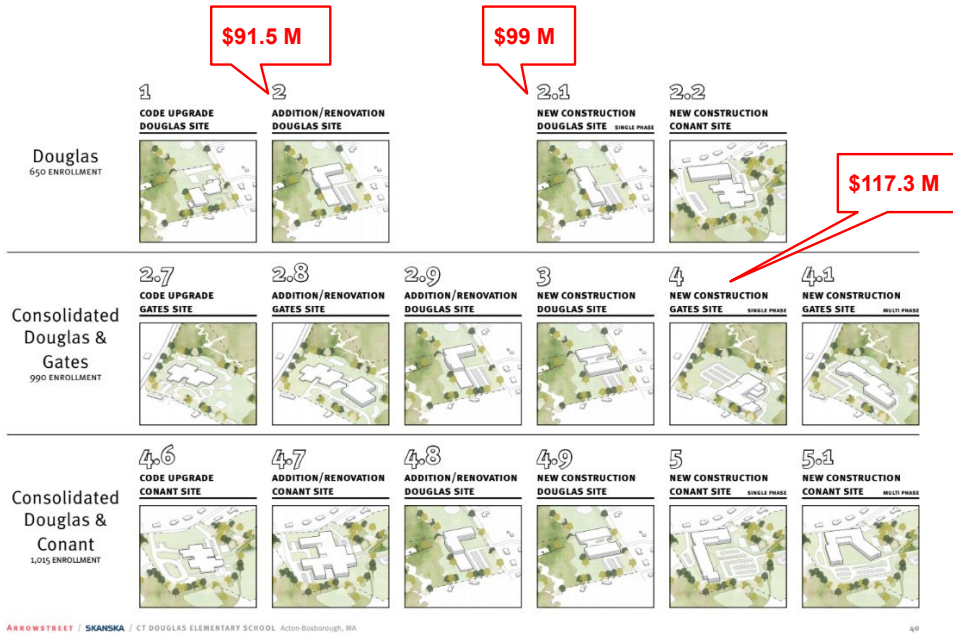 $91.5 M
$99 M
1
CODE UPGRADE
DOUGLAS SITE
2
ADDITION/RENOVATION
DOUGLAS SITE
2.1
NEW CONSTRUCTION
DOUGLAS SITE SINGLE PHASE
2.2
NEW CONSTRUCTION
CONANT SITE
Douglas
650 ENROLLMENT
$117.3 M
2.7
CODE UPGRADE
GATES SITE
2.8
ADDITION/RENOVATION
GATES SITE
2.9
ADDITION/RENOVATION
DOUGLAS SITE
3
NEW CONSTRUCTION
DOUGLAS SITE
4
NEW CONSTRUCTION
GATES SITE SINGLE PHASE
4.1
NEW CONSTRUCTION
GATES SITE MULTI PHASE
Consolidated
Douglas &
Gates
990 ENROLLMENT
4.6
CODE UPGRADE
CONANT SITE
4.7
ADDITION/RENOVATION
CONANT SITE
4.8
ADDITION/RENOVATION
DOUGLAS SITE
4.9
NEW CONSTRUCTION
DOUGLAS SITE
5
NEW CONSTRUCTION
CONANT SITE SINGLE PHASE
5.1
NEW CONSTRUCTION
CONANT SITE MULTI PHASE
Consolidated
Douglas &
Conant
1,015 ENROLLMENT
ARROWSTREET / SKANSKA / CT DOUGLAS ELEMENTARY SCHOOL Acton-Boxborough, MA
40